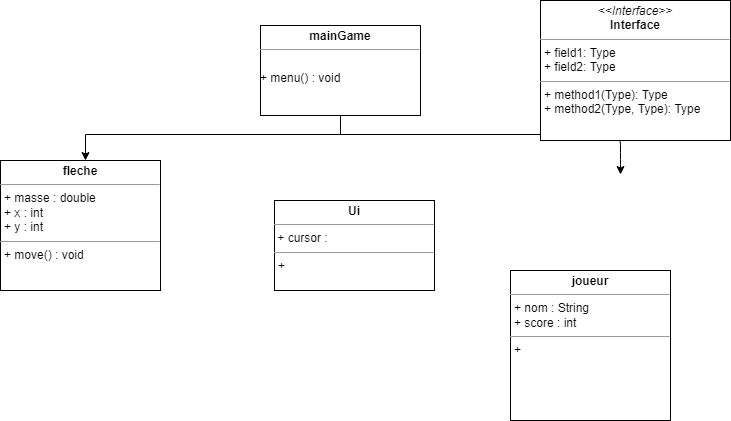 mainGame
+ menu() : void
<<Interface>>
Interface
+ field1: Type
+ field2: Type
+ method1(Type): Type
+ method2(Type, Type): Type
fleche
+ masse : double
+ x : int
+ y : int
+ move() : void
Ui
+ cursor :
+
joueur
+ nom : String
+ score : int
+